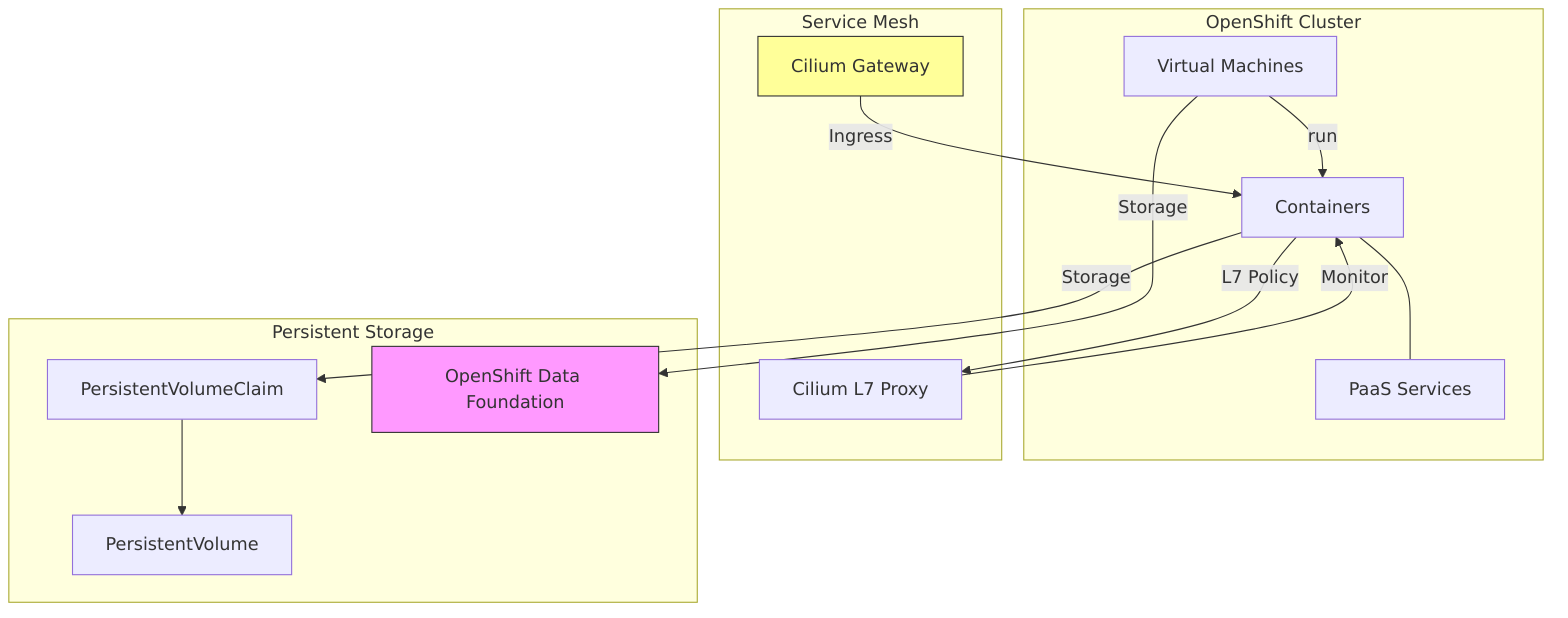 Service Mesh
OpenShift Cluster
Cilium Gateway
Virtual Machines
Ingress
run
Storage
Containers
Storage
L7 Policy
Monitor
Persistent Storage
PersistentVolumeClaim
OpenShift Data
Foundation
Cilium L7 Proxy
PaaS Services
PersistentVolume